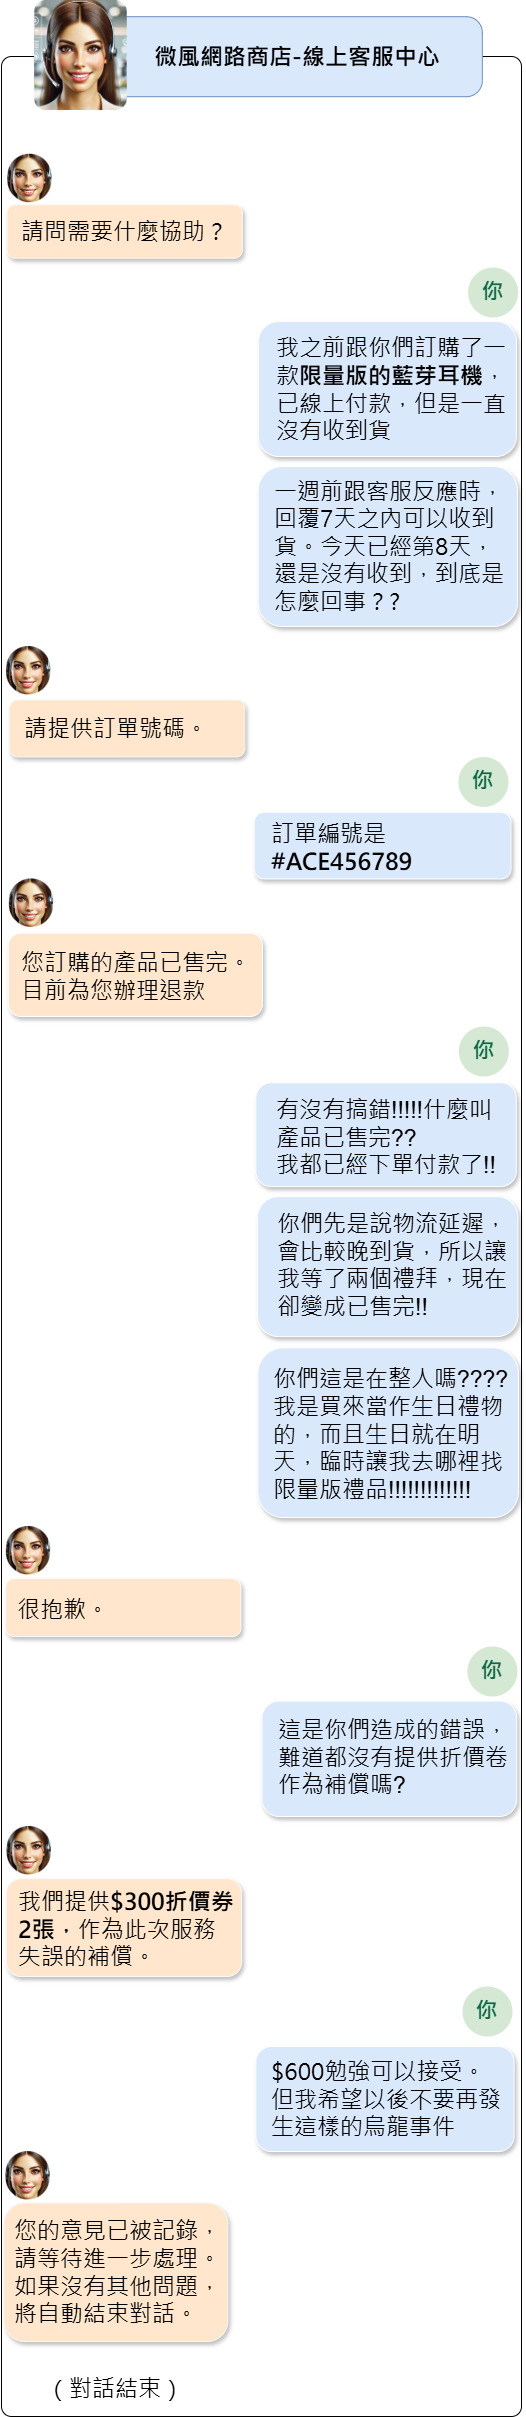 微風網路商店-線上客服中心
請問需要什麼協助？
你
我之前跟你們訂購了一
款限量版的藍芽耳機，
已線上付款，但是一直
沒有收到貨
一週前跟客服反應時，
回覆7天之內可以收到
貨。今天已經第8天，
還是沒有收到，到底是
怎麼回事？?
請提供訂單號碼。
你
訂單編號是
#ACE456789
您訂購的產品已售完。
目前為您辦理退款
你
有沒有搞錯!!!!!什麼叫
產品已售完??
我都已經下單付款了!!
你們先是說物流延遲，
會比較晚到貨，所以讓
我等了兩個禮拜，現在
卻變成已售完!!
你們這是在整人嗎????
我是買來當作生日禮物
的，而且生日就在明
天，臨時讓我去哪裡找
限量版禮品!!!!!!!!!!!!!
很抱歉。
你
這是你們造成的錯誤，
難道都沒有提供折價卷
作為補償嗎?
我們提供$300折價券
2張，作為此次服務
失誤的補償。
你
$600勉強可以接受。
但我希望以後不要再發
生這樣的烏龍事件
您的意見已被記錄，
請等待進一步處理。
如果沒有其他問題，
將自動結束對話。
（對話結束）